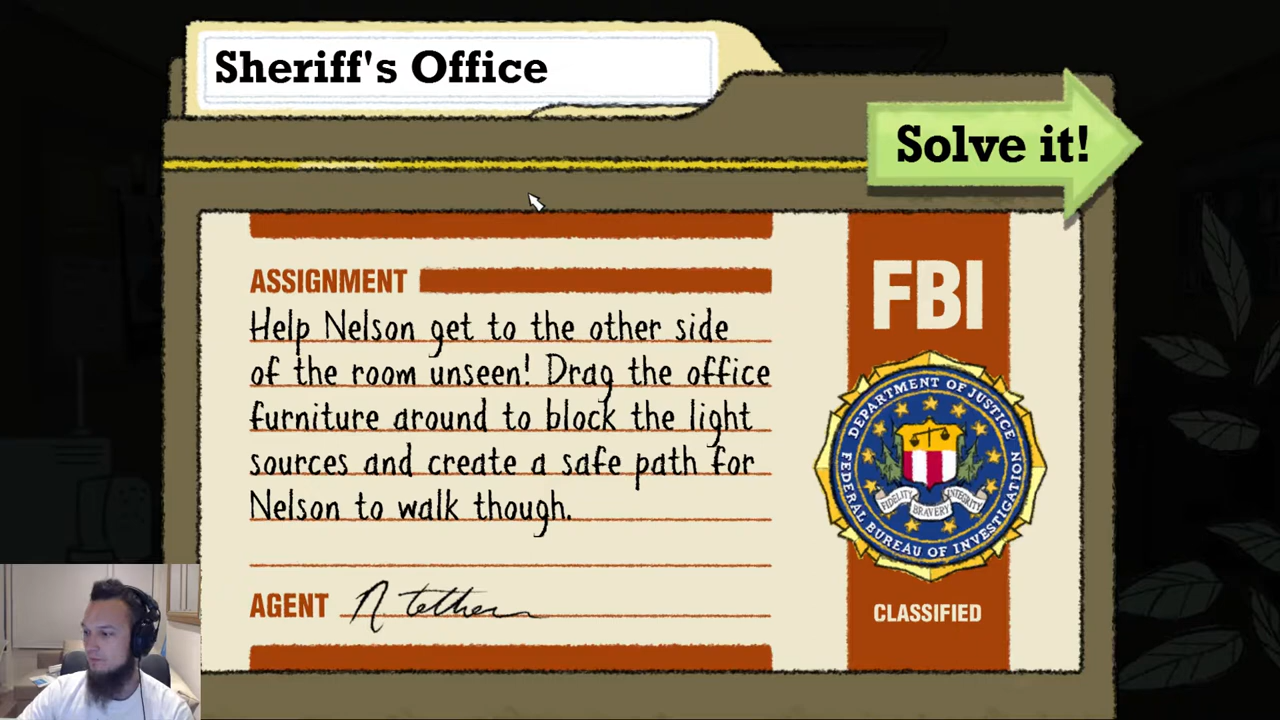 Sheriff's Office
Solve it!
ASSIGNMENT
Help Nelson get to the other side
of the room unseen! Drag the office
furniture around to block the light
sources and create a safe path for
Nelson to walk though.
AGENT N tether
FBI
DEPARTMENT OF JUSTICE
FIDELITY BRAVERY INTEGRITY
FEDERAL BUREAU OF INVESTIGATION
CLASSIFIED